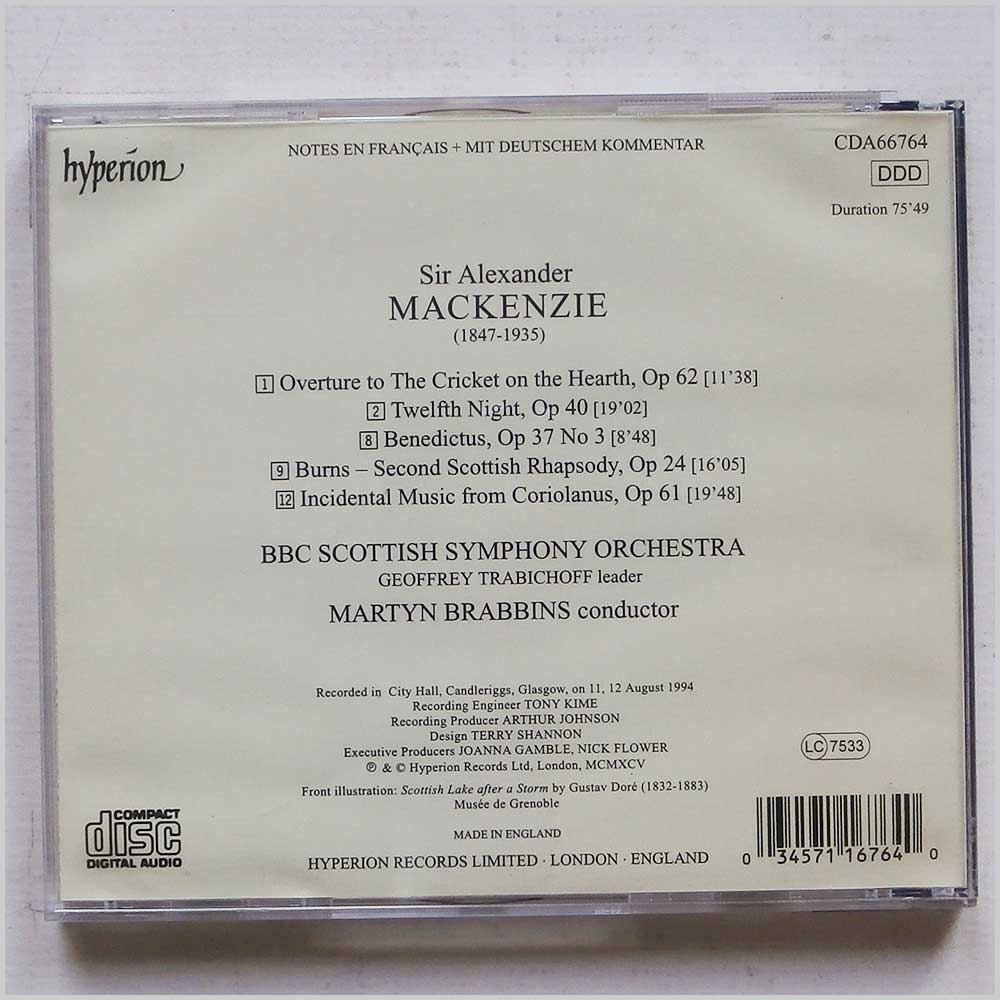 hyperion
NOTES EN FRANÇAIS + MIT DEUTSCHEM KOMMENTAR
CDA66764
DDD
Duration 75'49
Sir Alexander
MACKENZIE
(1847-1935)
1 Overture to The Cricket on the Hearth, Op 62 [11'38]
2 Twelfth Night, Op 40 [19'02]
8 Benedictus, Op 37 No 3 [8'48]
9 Burns – Second Scottish Rhapsody, Op 24 [16'05]
12 Incidental Music from Coriolanus, Op 61 [19'48]
BBC SCOTTISH SYMPHONY ORCHESTRA
GEOFFREY TRABICHOFF leader
MARTYN BRABBINS conductor
Recorded in City Hall, Candleriggs, Glasgow, on 11, 12 August 1994
Recording Engineer TONY KIME
Recording Producer ARTHUR JOHNSON
Design TERRY SHANNON
Executive Producers JOANNA GAMBLE, NICK FLOWER
℗ & © Hyperion Records Ltd, London, MCMXCV
Front illustration: Scottish Lake after a Storm by Gustav Doré (1832-1883)
Musée de Grenoble
MADE IN ENGLAND
HYPERION RECORDS LIMITED · LONDON · ENGLAND
COMPACT
disc
DIGITAL AUDIO
LC 7533
0 34571 16764 0